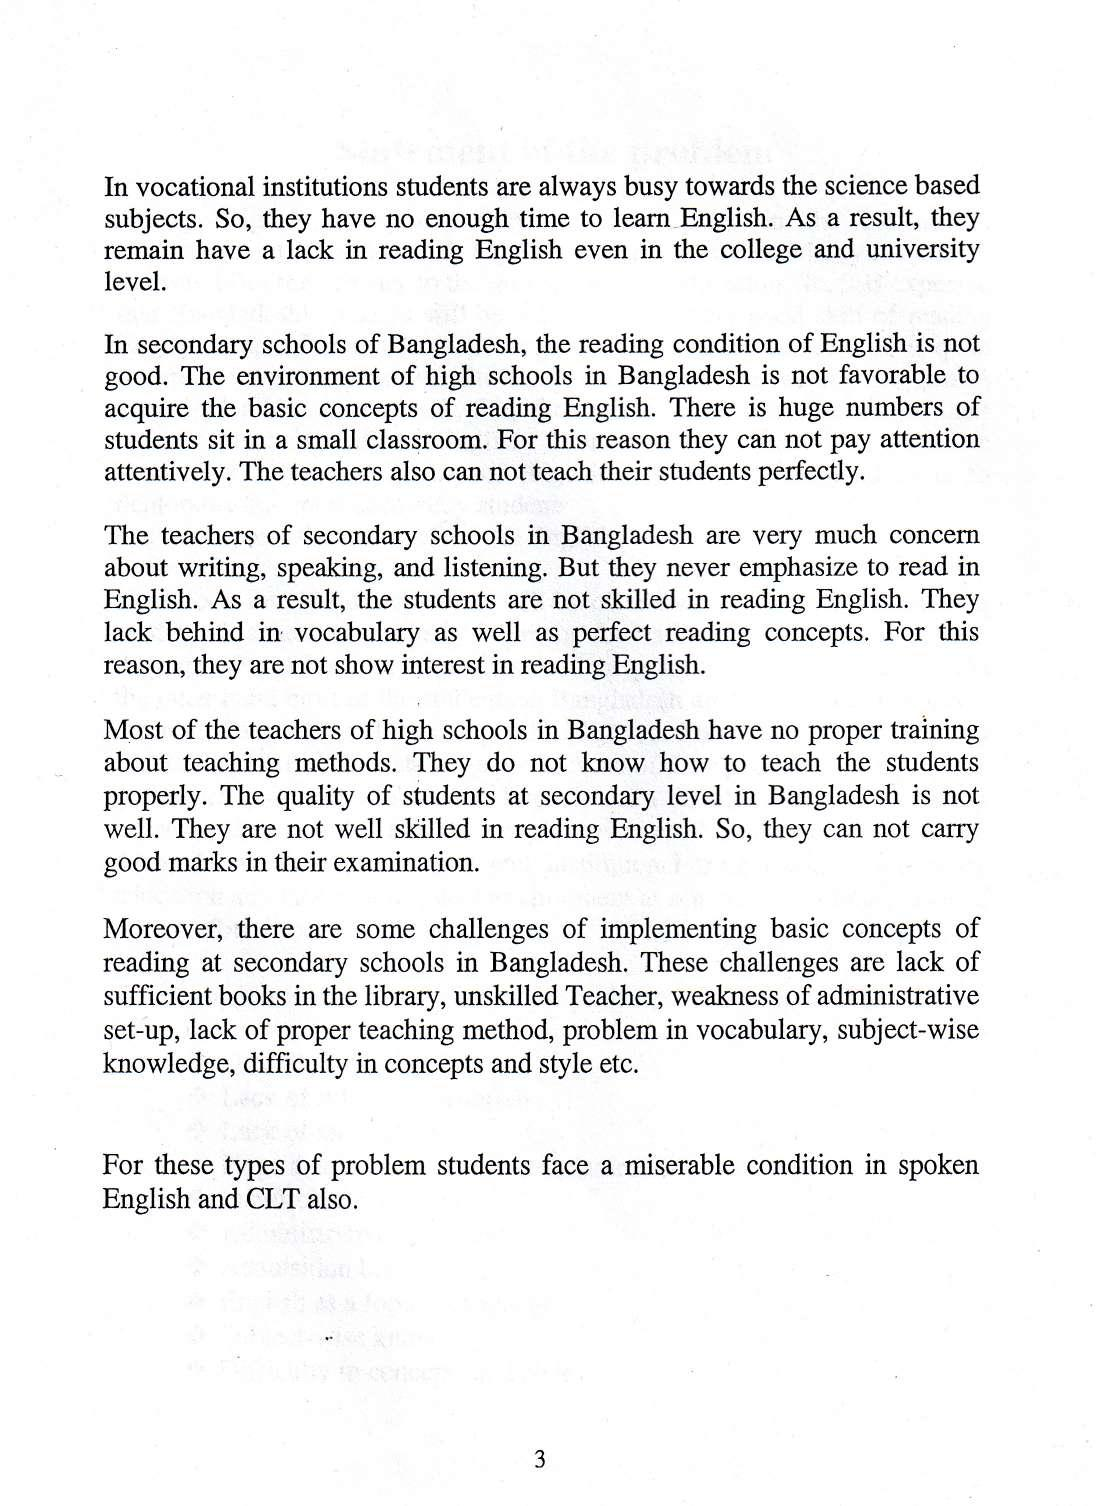 In vocational institutions students are always busy towards the science based
subjects. So, they have no enough time to learn English. As a result, they
remain have a lack in reading English even in the college and university
level.
In secondary schools of Bangladesh, the reading condition of English is not
good. The environment of high schools in Bangladesh is not favorable to
acquire the basic concepts of reading English. There is huge numbers of
students sit in a small classroom. For this reason they can not pay attention
attentively. The teachers also can not teach their students perfectly.
The teachers of secondary schools in Bangladesh are very much concern
about writing, speaking, and listening. But they never emphasize to read in
English. As a result, the students are not skilled in reading English. They
lack behind in vocabulary as well as perfect reading concepts. For this
reason, they are not show interest in reading English.
Most of the teachers of high schools in Bangladesh have no proper training
about teaching methods. They do not know how to teach the students
properly. The quality of students at secondary level in Bangladesh is not
well. They are not well skilled in reading English. So, they can not carry
good marks in their examination.
Moreover, there are some challenges of implementing basic concepts of
reading at secondary schools in Bangladesh. These challenges are lack of
sufficient books in the library, unskilled Teacher, weakness of administrative
set-up, lack of proper teaching method, problem in vocabulary, subject-wise
knowledge, difficulty in concepts and style etc.
For these types of problem students face a miserable condition in spoken
English and CLT also.
3